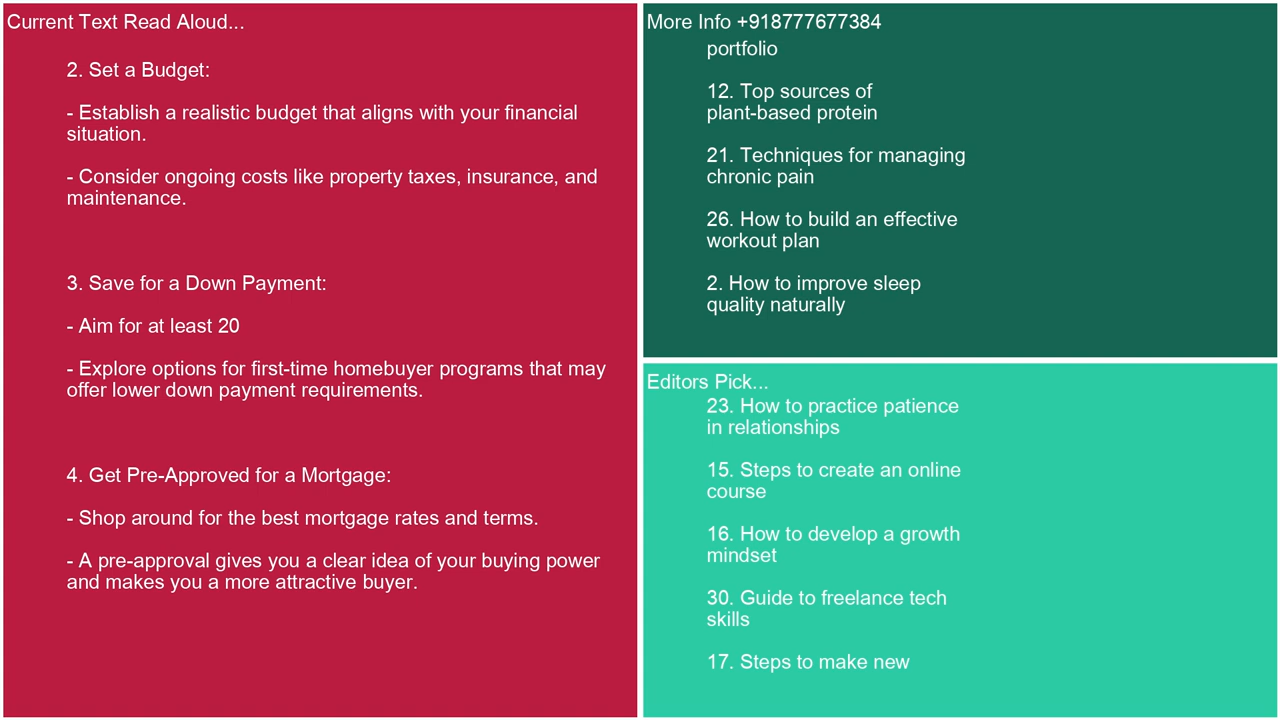 Current Text Read Aloud...
2. Set a Budget:
- Establish a realistic budget that aligns with your financial
situation.
- Consider ongoing costs like property taxes, insurance, and
maintenance.
3. Save for a Down Payment:
- Aim for at least 20
- Explore options for first-time homebuyer programs that may
offer lower down payment requirements.
4. Get Pre-Approved for a Mortgage:
- Shop around for the best mortgage rates and terms.
- A pre-approval gives you a clear idea of your buying power
and makes you a more attractive buyer.
More Info +918777677384
portfolio
12. Top sources of
plant-based protein
21. Techniques for managing
chronic pain
26. How to build an effective
workout plan
2. How to improve sleep
quality naturally
Editors Pick...
23. How to practice patience
in relationships
15. Steps to create an online
course
16. How to develop a growth
mindset
30. Guide to freelance tech
skills
17. Steps to make new